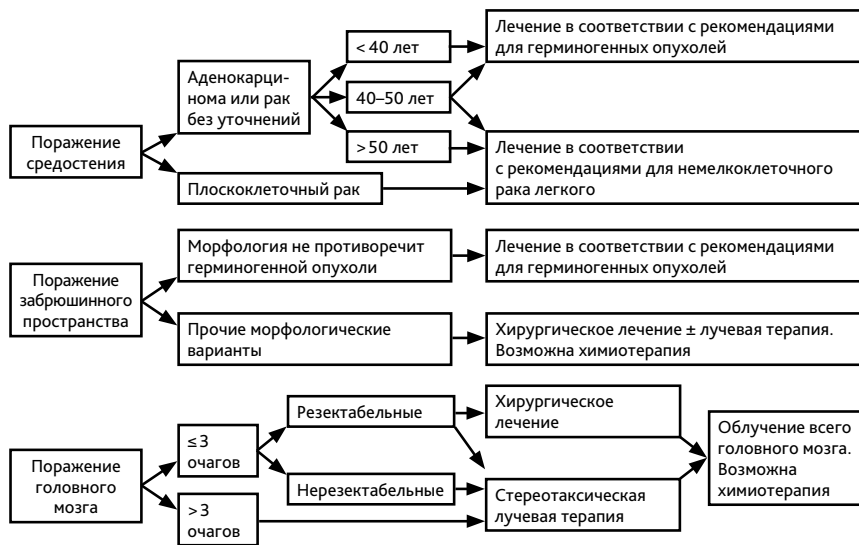 Поражение
средостения
Аденокарци-
нома или рак
без уточнений
< 40 лет
40–50 лет
> 50 лет
Плоскоклеточный рак
Лечение в соответствии с рекомендациями
для герминогенных опухолей
Лечение в соответствии
с рекомендациями для немелкоклеточного
рака легкого
Поражение
забрюшинного
пространства
Морфология не противоречит
герминогенной опухоли
Лечение в соответствии с рекомендациями
для герминогенных опухолей
Прочие морфологические
варианты
Хирургическое лечение ± лучевая терапия.
Возможна химиотерапия
Поражение
головного
мозга
≤ 3
очагов
> 3
очагов
Резектабельные
Нерезектабельные
Хирургическое
лечение
Стереотаксическая
лучевая терапия
Облучение всего
головного мозга.
Возможна
химиотерапия